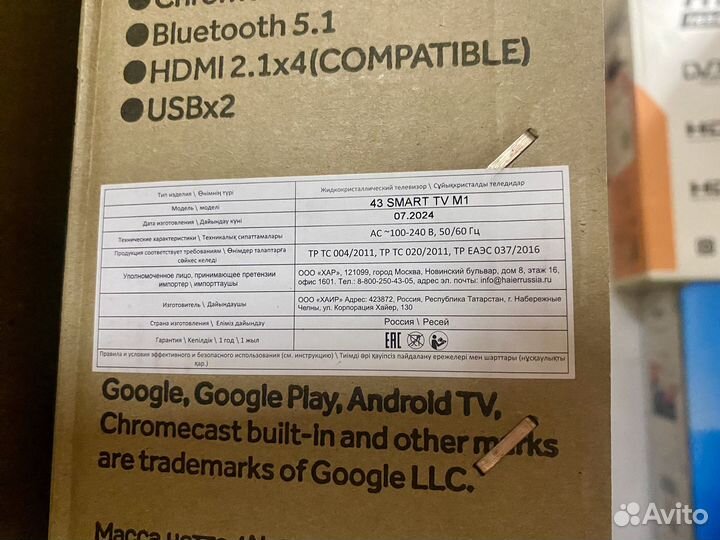 ●Bluetooth 5.1
●HDMI 2.1x4(COMPATIBLE)
●USBx2
Тип изделия \ Өнімнің түрі Жидкокристаллический телевизор \ Сұйықкристалды теледидар
Модель \ моделі 43 SMART TV M1
Дата изготовления \ Дайындау күні 07.2024
Технические характеристики \ Техникалық сипаттамалары AC ~100-240 В, 50/60 Гц
Продукция соответствует требованиям \ Өнімдер талаптарға
сәйкес келеді ТР ТС 004/2011, ТР ТС 020/2011, ТР ЕАЭС 037/2016
Уполномоченное лицо, принимающее претензии
импортер \ импорттаушы
ООО «ХАР», 121099, город Москва, Новинский бульвар, дом 8, этаж 16,
офис 1601. Тел.: 8-800-250-43-05, адрес эл. почты: info@haierrussia.ru
Изготовитель \ Дайындаушы
ООО «ХАИР» Адрес: 423872, Россия, Республика Татарстан, г. Набережные
Челны, ул. Корпорация Хайер, 130
Страна изготовления \ Еліміз дайындау Россия \ Ресей
Гарантия \ Кепілдік \ 1 год \ 1 жыл EAC
Правила и условия эффективного и безопасного использования (см. инструкцию) \ Тиімді әрі қауіпсіз пайдалану ережелері мен шарттары (нұсқаулықты
қар.)
Google, Google Play, Android TV,
Chromecast built-in and other marks
are trademarks of Google LLC.
Avito